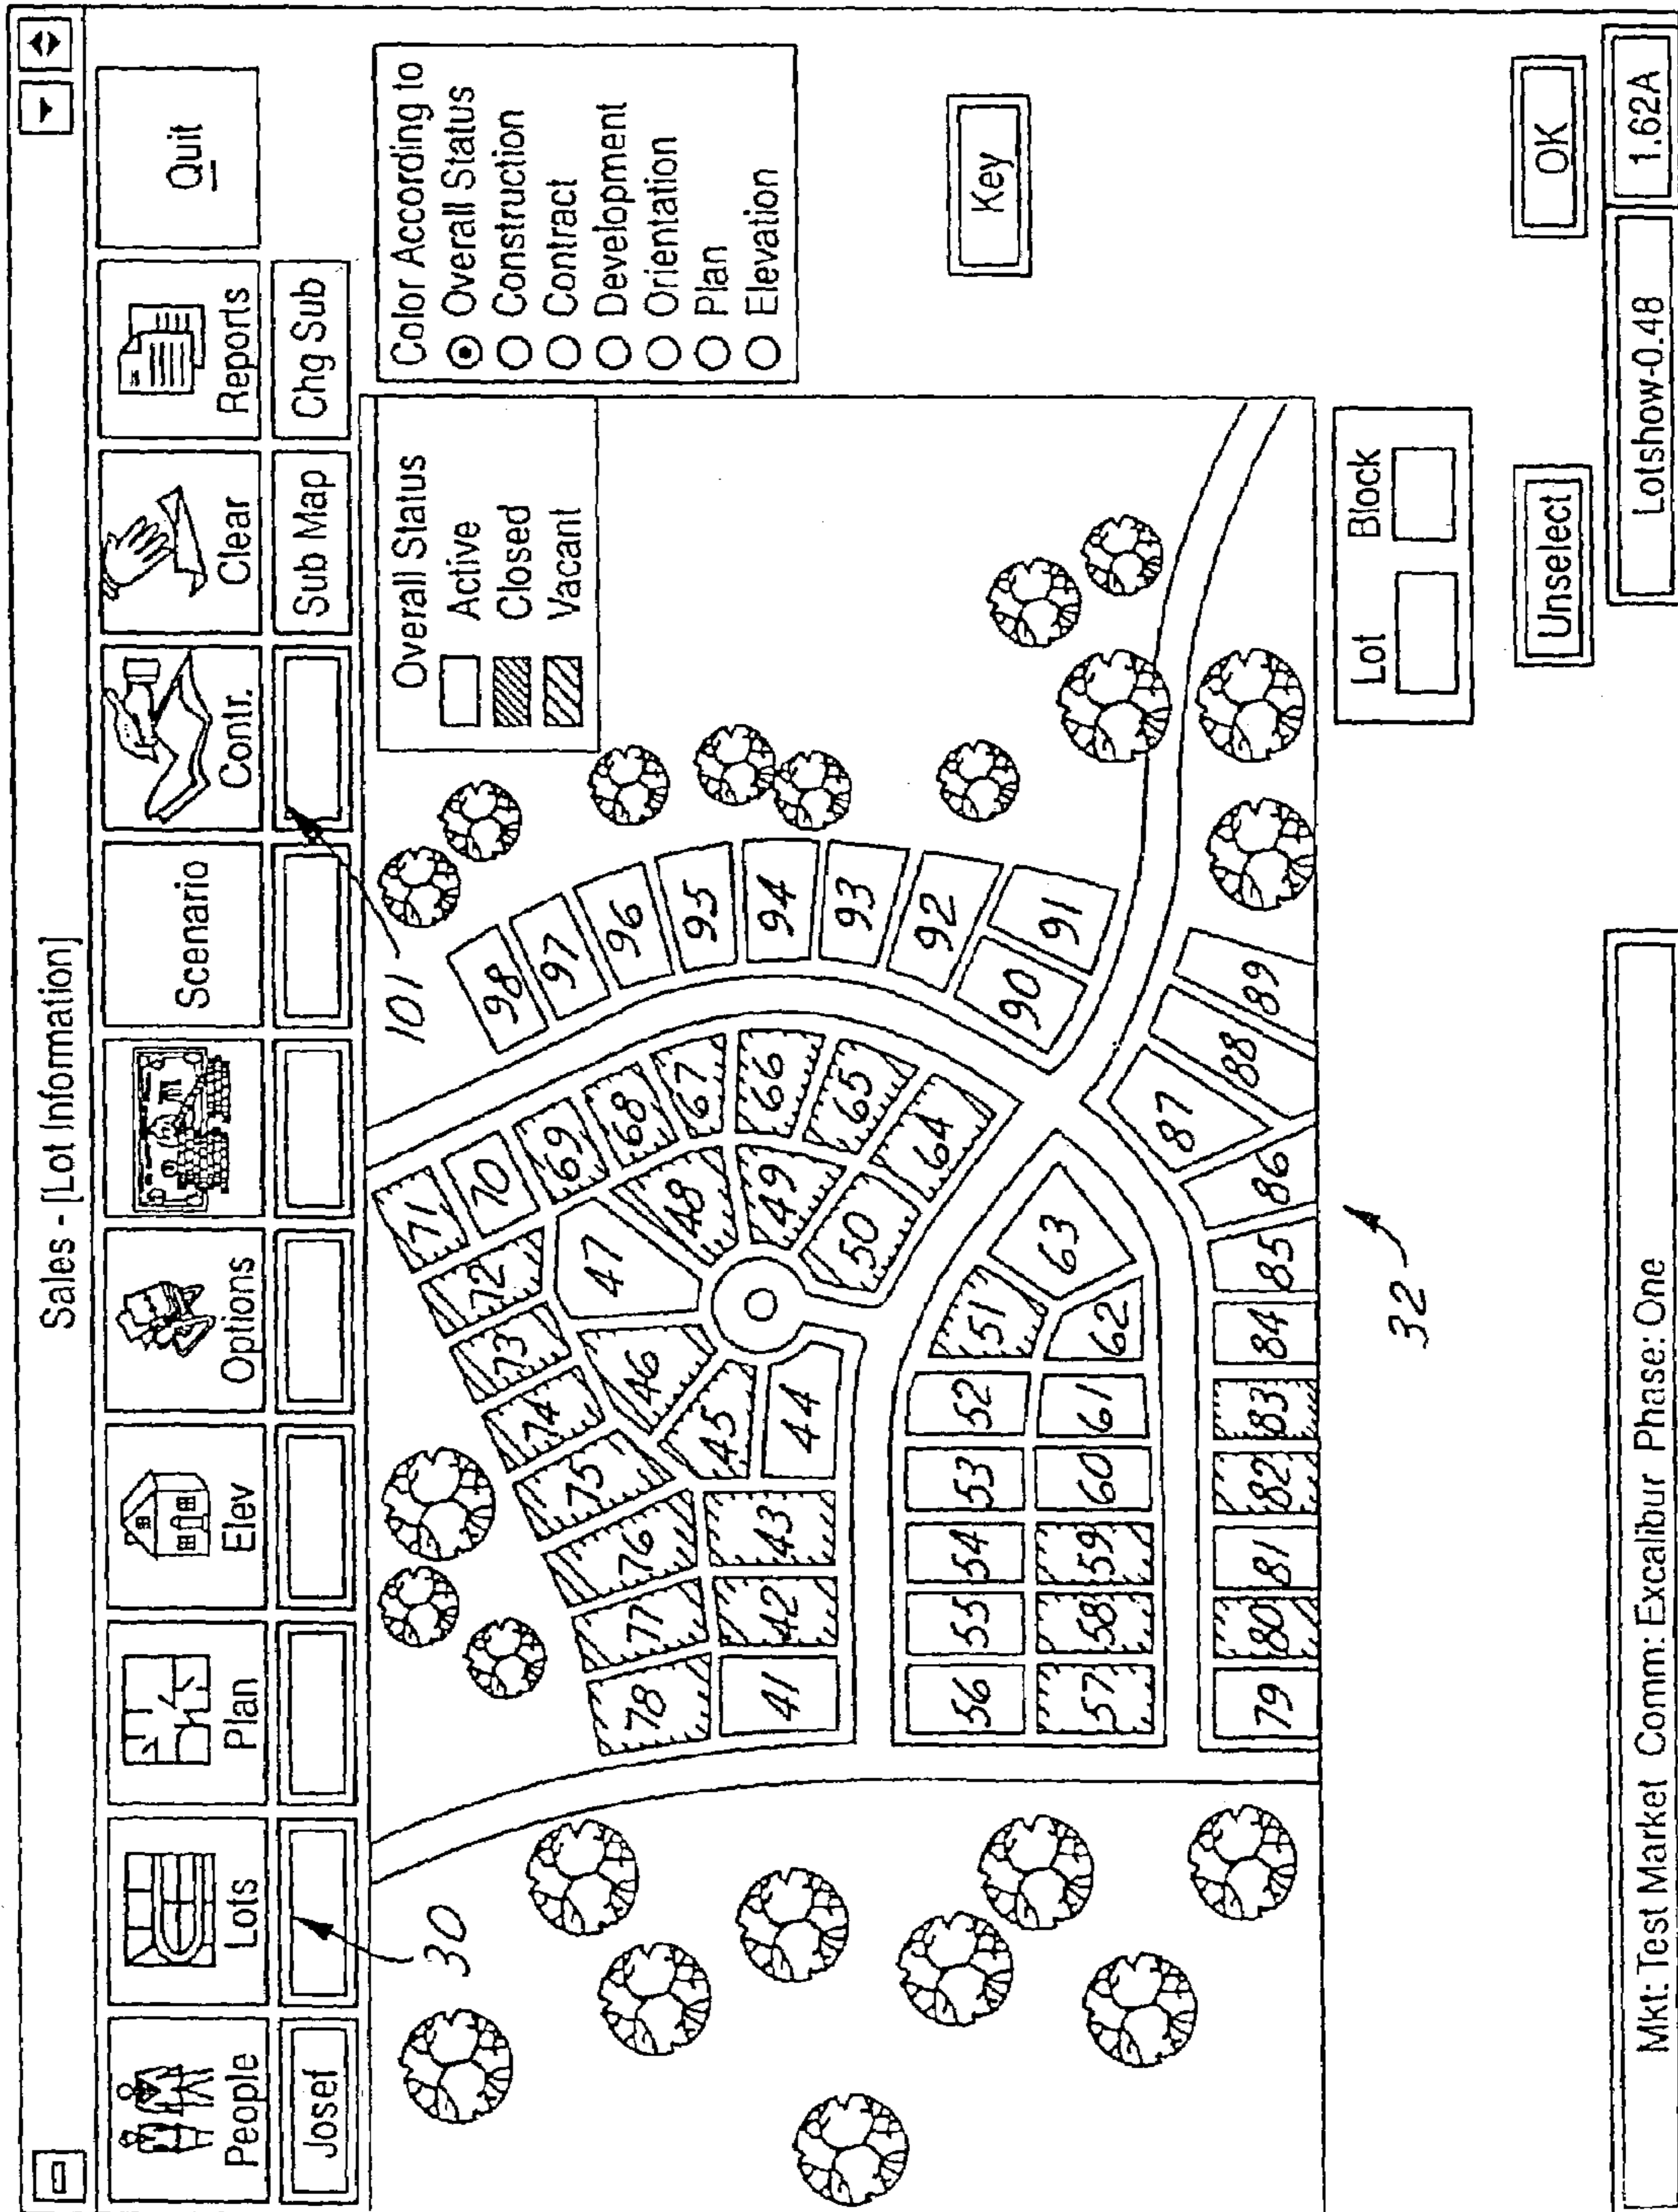 Sales - [Lot Information]
People
Lots
Plan
Elev
Options
Scenario
Contr.
Clear
Reports
Quit
Josef
Sub Map
Chg Sub
30
101
Overall Status
Active
Closed
Vacant
Color According to
Overall Status
Construction
Contract
Development
Orientation
Plan
Elevation
Key
71
70
69
68
67
66
65
64
98
97
96
95
94
93
92
90
91
72
73
74
75
76
77
78
47
48
49
50
46
45
44
43
42
41
56
55
54
53
52
51
63
57
58
59
60
61
62
79
80
81
82
83
84
85
86
87
88
89
32
Lot
Block
Unselect
OK
Mkt: Test Market Comm: Excalibur Phase: One
Lotshow-0.48
1.62A